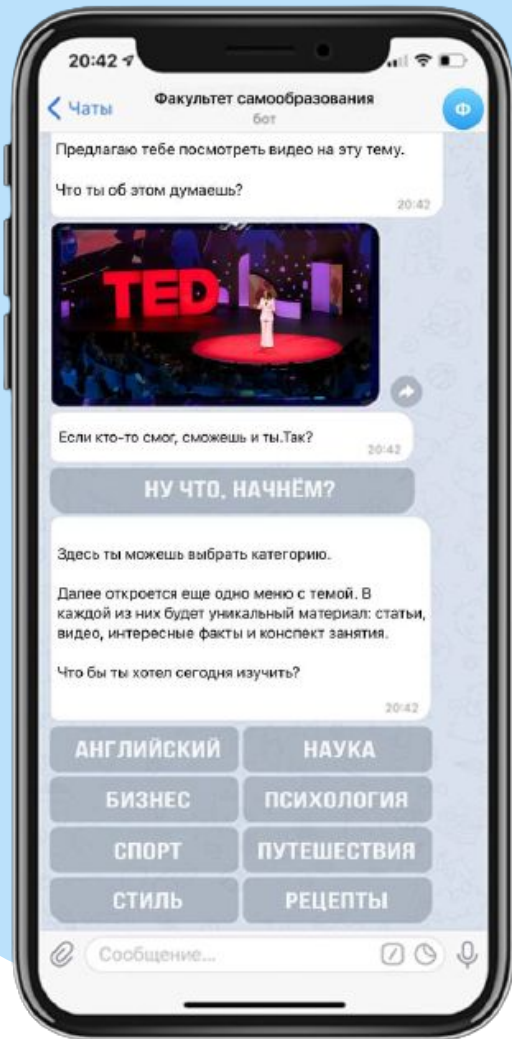 20:42
Чаты
Факультет самообразования
бот
Ф
Предлагаю тебе посмотреть видео на эту тему.
Что ты об этом думаешь?
20:42
TED
Если кто-то смог, сможешь и ты.Так?
20:42
НУ ЧТО, НАЧНЁМ?
Здесь ты можешь выбрать категорию.
Далее откроется еще одно меню с темой. В
каждой из них будет уникальный материал: статьи,
видео, интересные факты и конспект занятия.
Что бы ты хотел сегодня изучить?
20:42
АНГЛИЙСКИЙ НАУКА
БИЗНЕС ПСИХОЛОГИЯ
СПОРТ ПУТЕШЕСТВИЯ
СТИЛЬ РЕЦЕПТЫ
Сообщение...